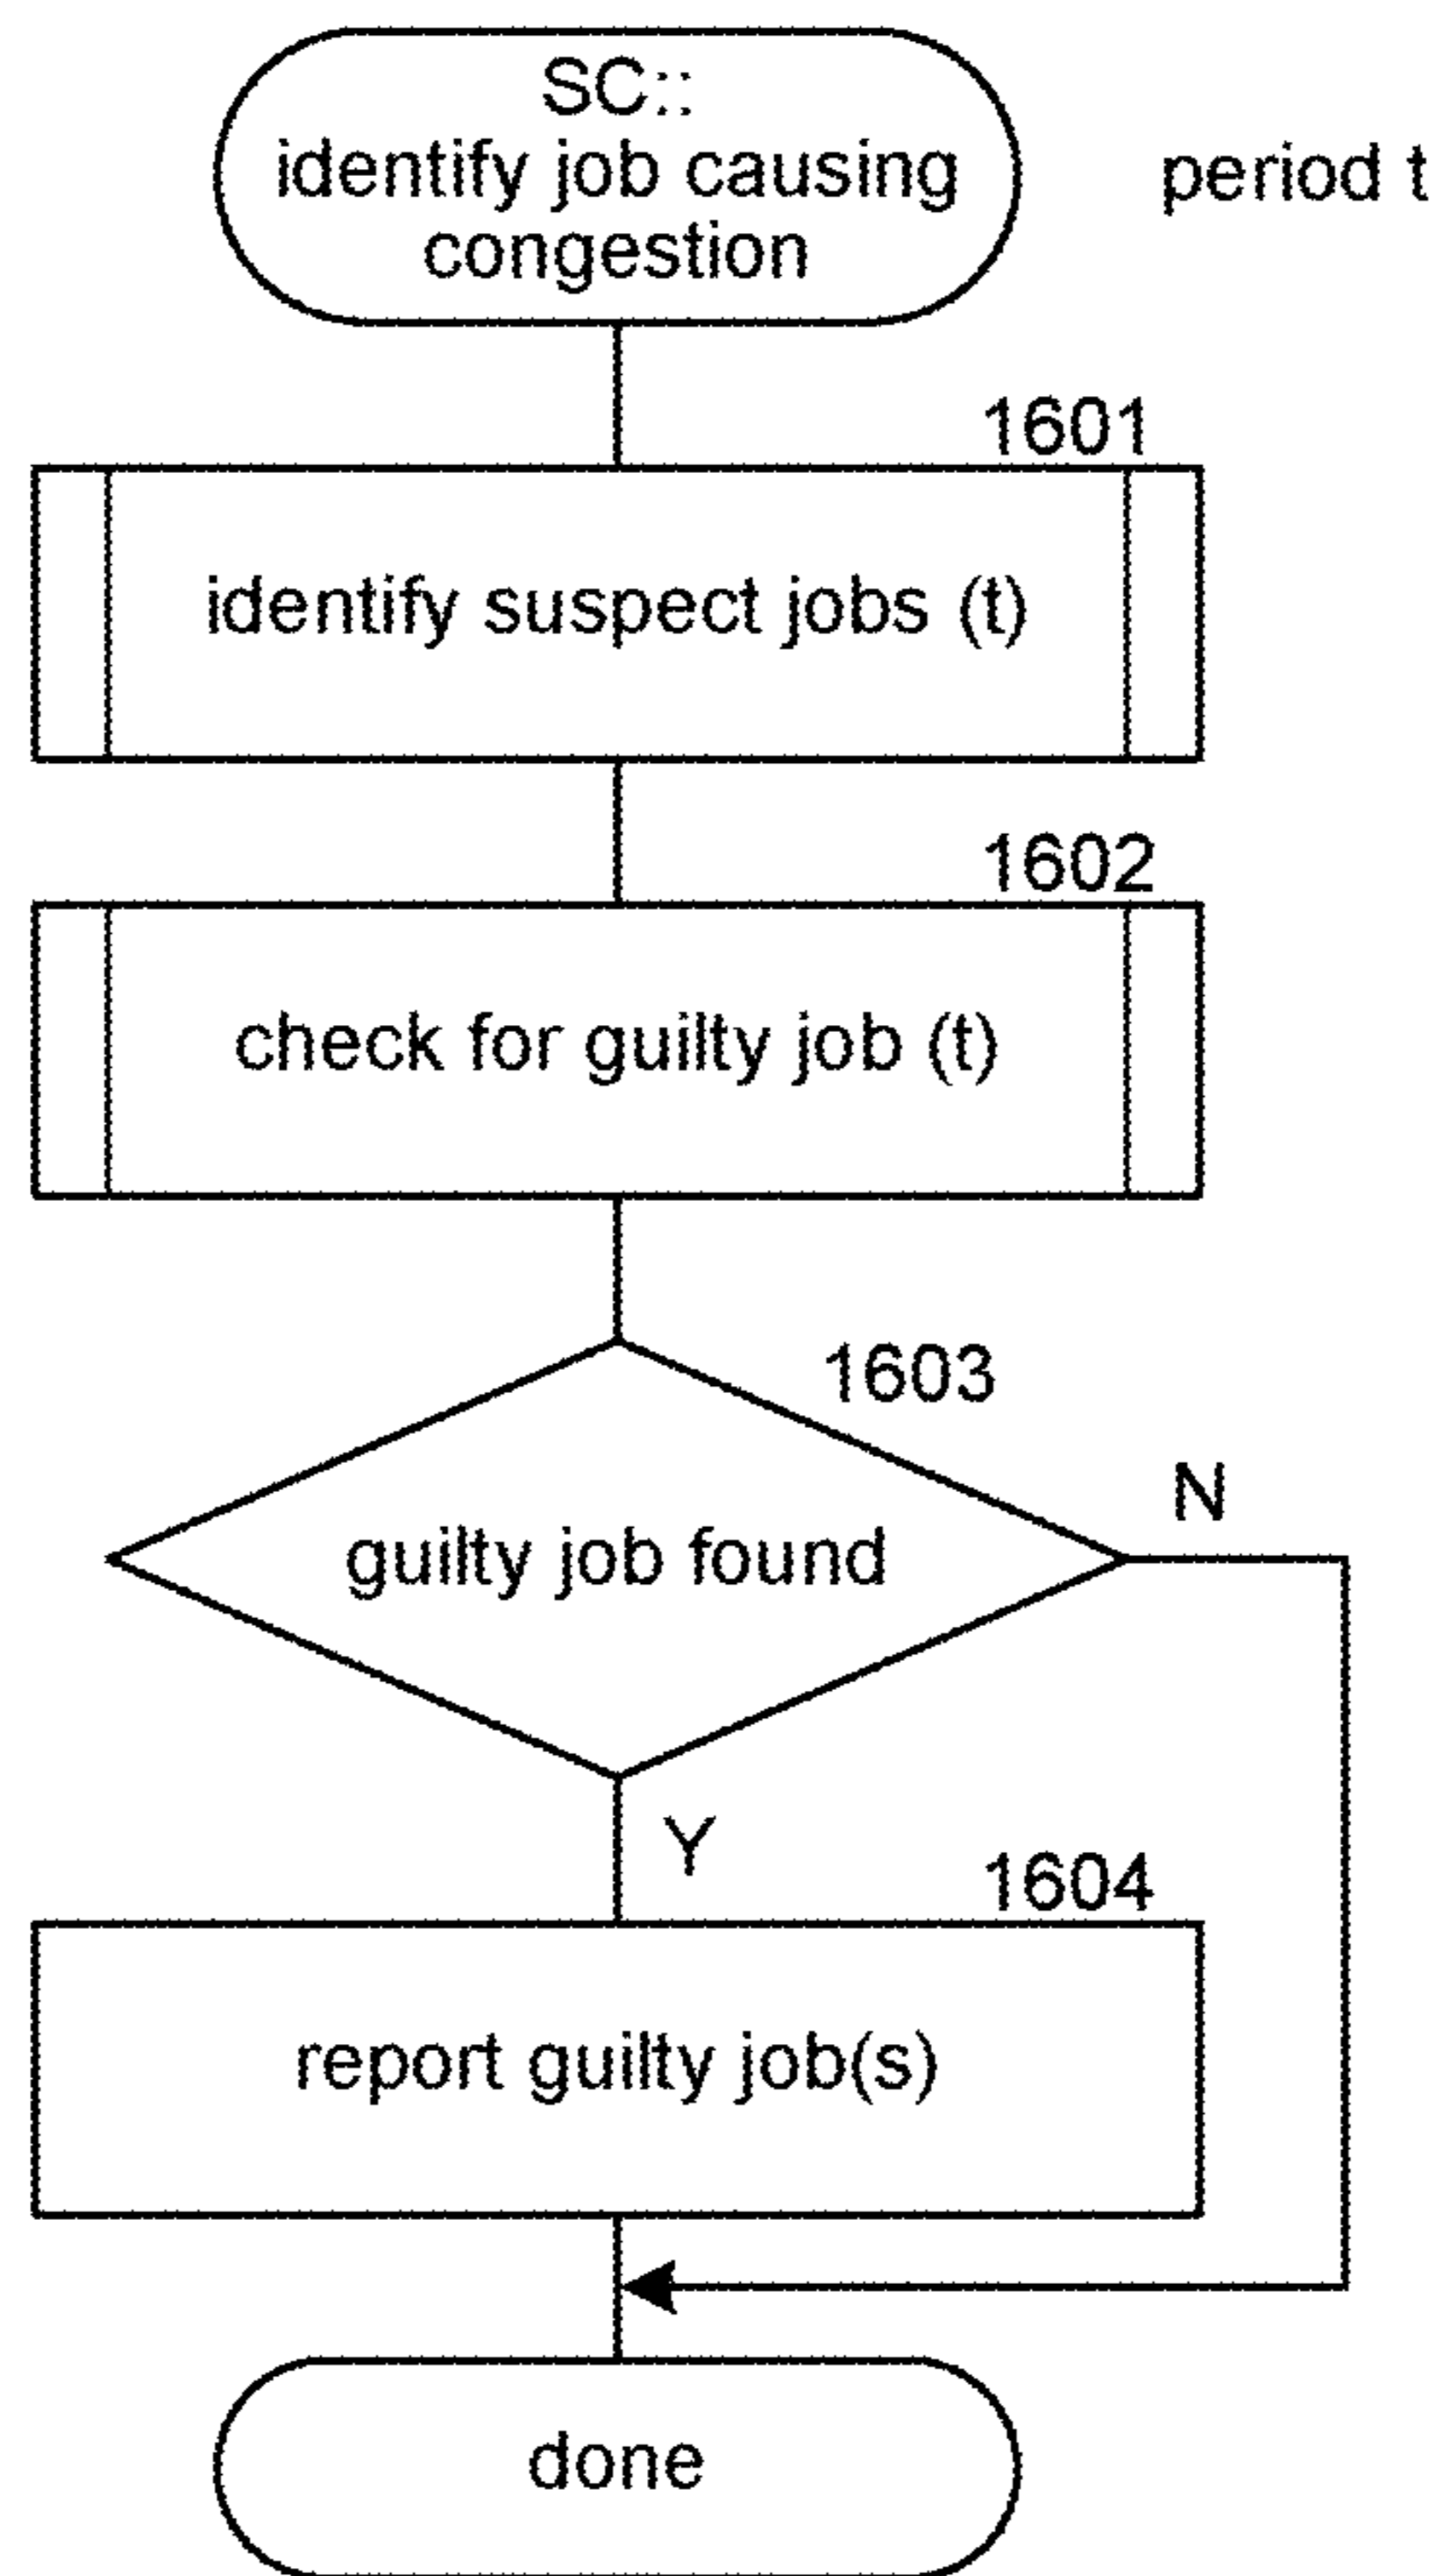 SC::
identify job causing
congestion
period t
1601
identify suspect jobs (t)
1602
check for guilty job (t)
1603
guilty job found
N
Y
1604
report guilty job(s)
done